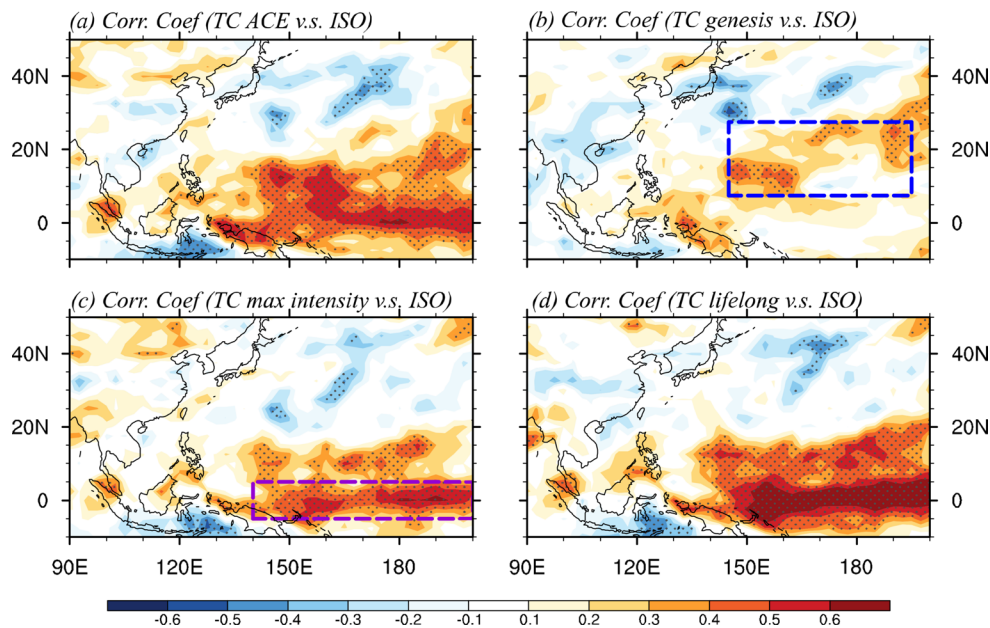 (a) Corr. Coef (TC ACE v.s. ISO)
(b) Corr. Coef (TC genesis v.s. ISO)
40N
20N
0
40N
20N
0
(c) Corr. Coef (TC max intensity v.s. ISO)
(d) Corr. Coef (TC lifelong v.s. ISO)
40N
20N
0
40N
20N
0
90E 120E 150E 180
90E 120E 150E 180
-0.6 -0.5 -0.4 -0.3 -0.2 -0.1 0.1 0.2 0.3 0.4 0.5 0.6